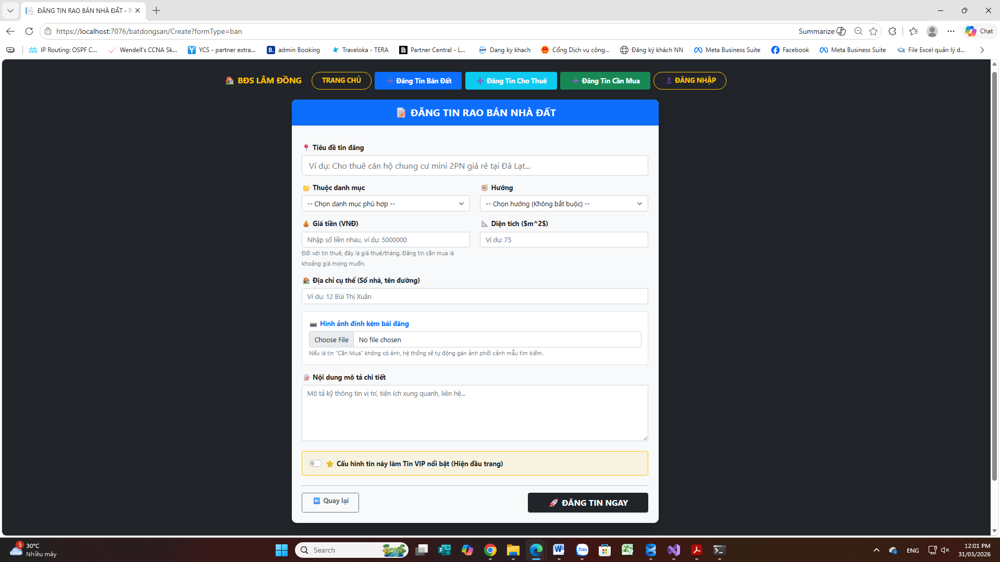 ĐĂNG TIN RAO BÁN NHÀ ĐẤT - R
https://localhost:7076/batdongsan/Create?formType=ban
Summarize
Chat
IP Routing: OSPF C...
Wendell's CCNA Sk...
YCS - partner extra...
admin Booking
Traveloka - TERA
Partner Central - L...
Dang ky khach
Cổng Dịch vụ công...
Đăng ký khách NN
Meta Business Suite
Facebook
Meta Business Suite
File Excel quản lý d...
BĐS LÂM ĐỒNG
TRANG CHỦ
Đăng Tin Bán Đất
Đăng Tin Cho Thuê
Đăng Tin Cần Mua
ĐĂNG NHẬP
ĐĂNG TIN RAO BÁN NHÀ ĐẤT
Tiêu đề tin đăng
Ví dụ: Cho thuê căn hộ chung cư mini 2PN giá rẻ tại Đà Lạt...
Thuộc danh mục
Hướng
-- Chọn danh mục phù hợp --
-- Chọn hướng (Không bắt buộc) --
Giá tiền (VNĐ)
Diện tích ($m^2$)
Nhập số liền nhau, ví dụ: 5000000
Ví dụ: 75
Đối với tin thuê, đây là giá thuê/tháng. Đăng tin cần mua là
khoảng giá mong muốn.
Địa chỉ cụ thể (Số nhà, tên đường)
Ví dụ: 12 Bùi Thị Xuân
Hình ảnh đính kèm bài đăng
Choose File
No file chosen
Nếu là tin "Cần Mua" không có ảnh, hệ thống sẽ tự động gán ảnh phối cảnh mẫu tìm kiếm.
Nội dung mô tả chi tiết
Mô tả kỹ thông tin vị trí, tiện ích xung quanh, liên hệ...
Cấu hình tin này làm Tin VIP nổi bật (Hiện đầu trang)
Quay lại
ĐĂNG TIN NGAY
5
30°C
Nhiều mây
Search
Zalo
ENG
12:01 PM
31/05/2026